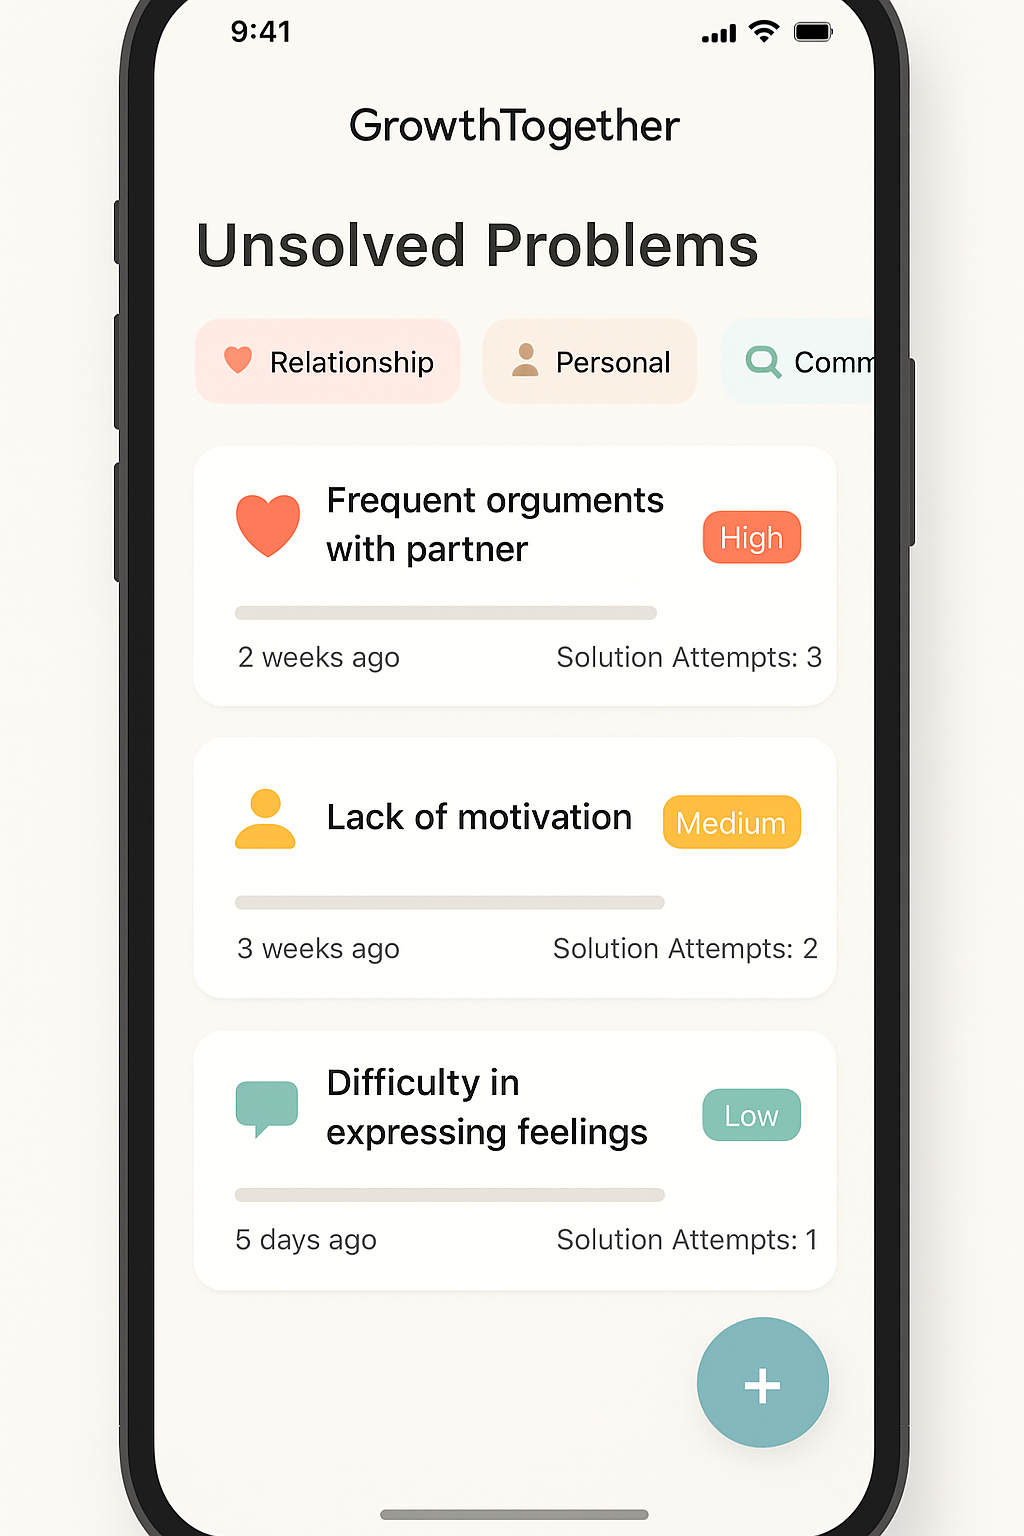 9:41
GrowthTogether
Unsolved Problems
Relationship
Personal
Comm
Frequent orguments
with partner
High
2 weeks ago
Solution Attempts: 3
Lack of motivation
Medium
3 weeks ago
Solution Attempts: 2
Difficulty in
expressing feelings
Low
5 days ago
Solution Attempts: 1
+